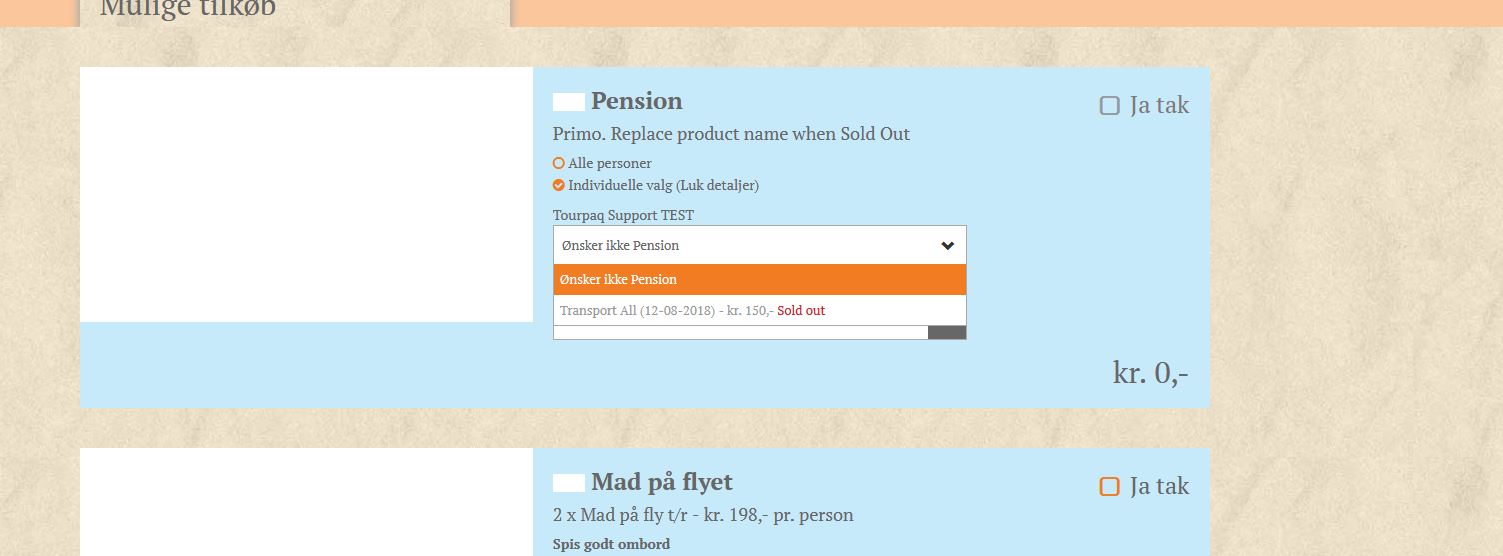 Mulige tilkøb
Pension
Ja tak
Primo. Replace product name when Sold Out
Alle personer
Individuelle valg (Luk detaljer)
Tourpaq Support TEST
Ønsker ikke Pension
Ønsker ikke Pension
Transport All (12-08-2018) - kr. 150,- Sold out
kr. 0,-
Mad på flyet
Ja tak
2 x Mad på fly t/r - kr. 198,- pr. person
Spis godt ombord